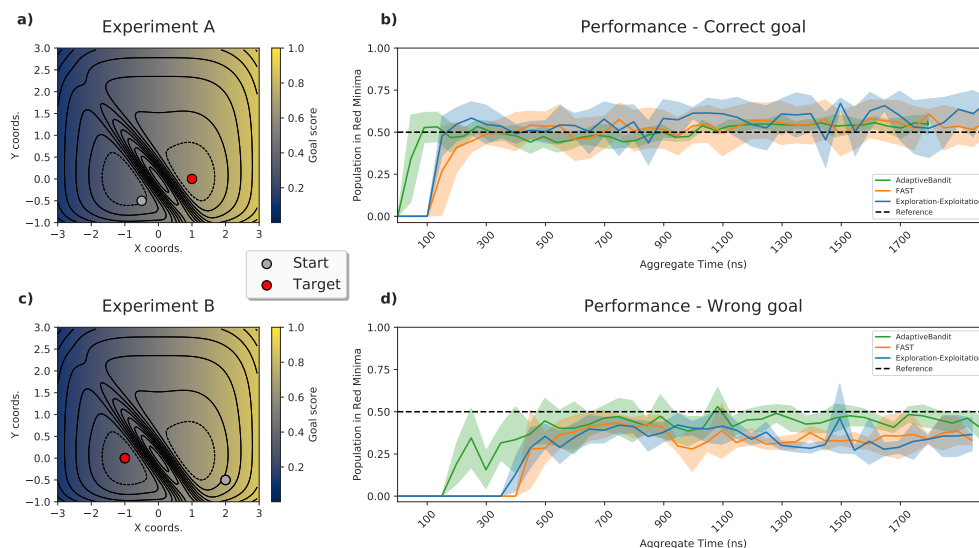 a)
Experiment A
3.0
2.5
2.0
1.5
1.0
0.5
0.0
−0.5
−1.0
Y coords.
−3 −2 −1 0 1 2 3
X coords.
1.0
0.8
0.6
0.4
0.2
Goal score
b)
Performance - Correct goal
1.00
0.75
0.50
0.25
0.00
Population in Red Minima
100 300 500 700 900 1100 1300 1500 1700
Aggregate Time (ns)
AdaptiveBandit
FAST
Exploration-Exploitation
Reference
Start
Target
c)
Experiment B
3.0
2.5
2.0
1.5
1.0
0.5
0.0
−0.5
−1.0
Y coords.
−3 −2 −1 0 1 2 3
X coords.
1.0
0.8
0.6
0.4
0.2
Goal score
d)
Performance - Wrong goal
1.00
0.75
0.50
0.25
0.00
Population in Red Minima
100 300 500 700 900 1100 1300 1500 1700
Aggregate Time (ns)
AdaptiveBandit
FAST
Exploration-Exploitation
Reference